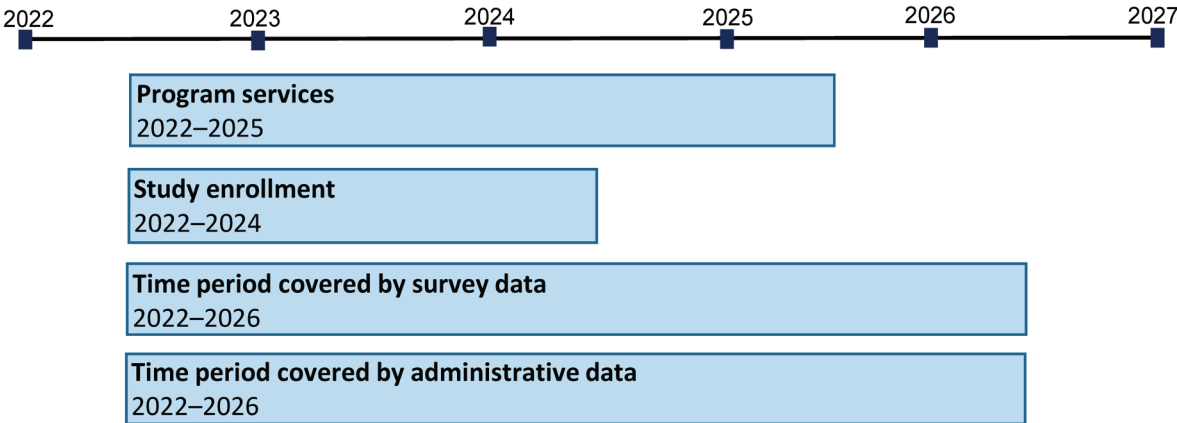 2022 2023 2024 2025 2026 2027
Program services
2022–2025
Study enrollment
2022–2024
Time period covered by survey data
2022–2026
Time period covered by administrative data
2022–2026